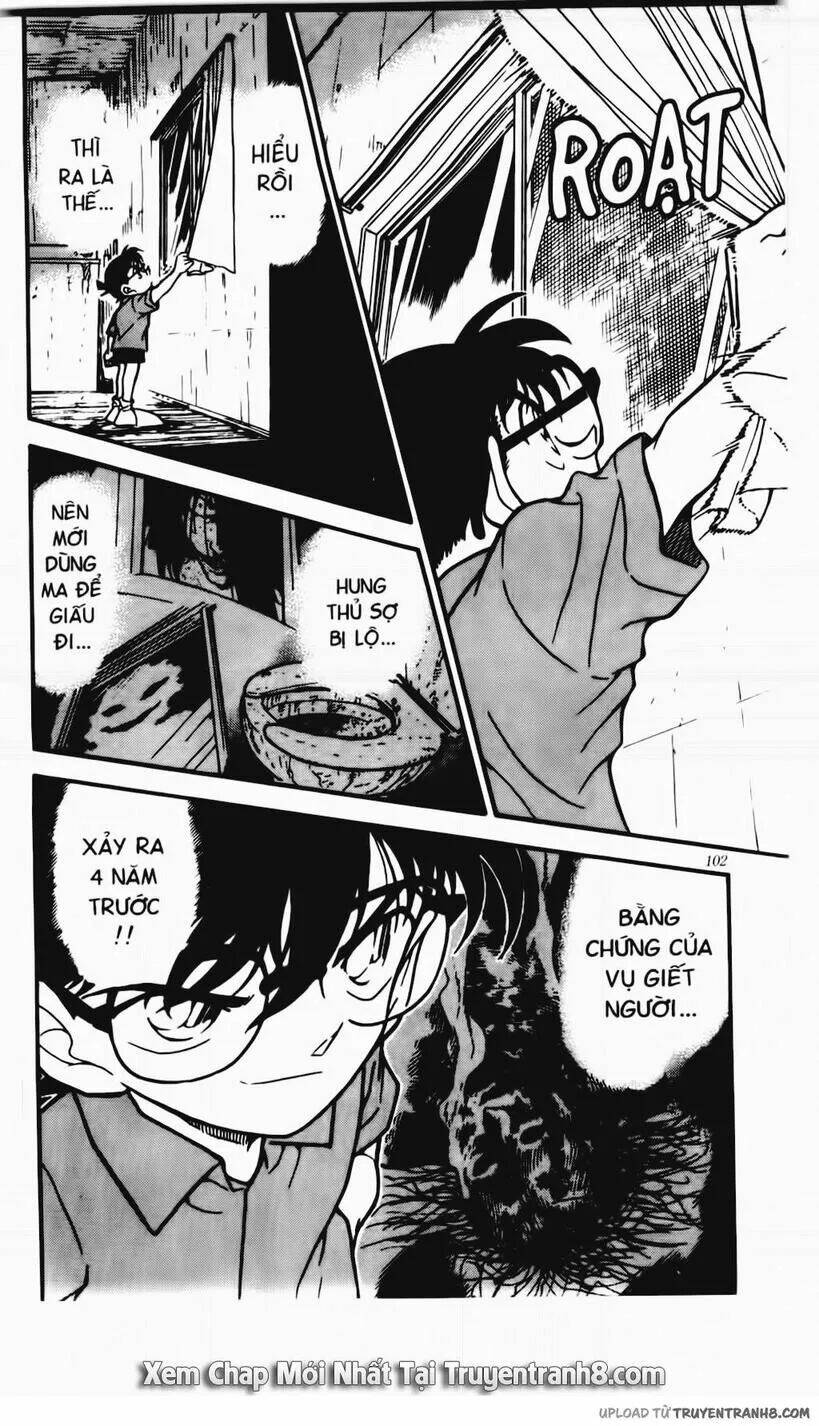 ROẠT
HIỂU
RỒI
...
THÌ
RA LÀ
THẾ...
HUNG
THỦ SỢ
BỊ LỘ...
NÊN
MỚI
DÙNG
MA ĐỂ
GIẤU
ĐI...
102
BẰNG
CHỨNG CỦA
VỤ GIẾT
NGƯỜI...
XẢY RA
4 NĂM
TRƯỚC
!!
Xem Chap Mới Nhất Tại Truyentranh8.com
UPLOAD TỪ TRUYENTRANH8.COM